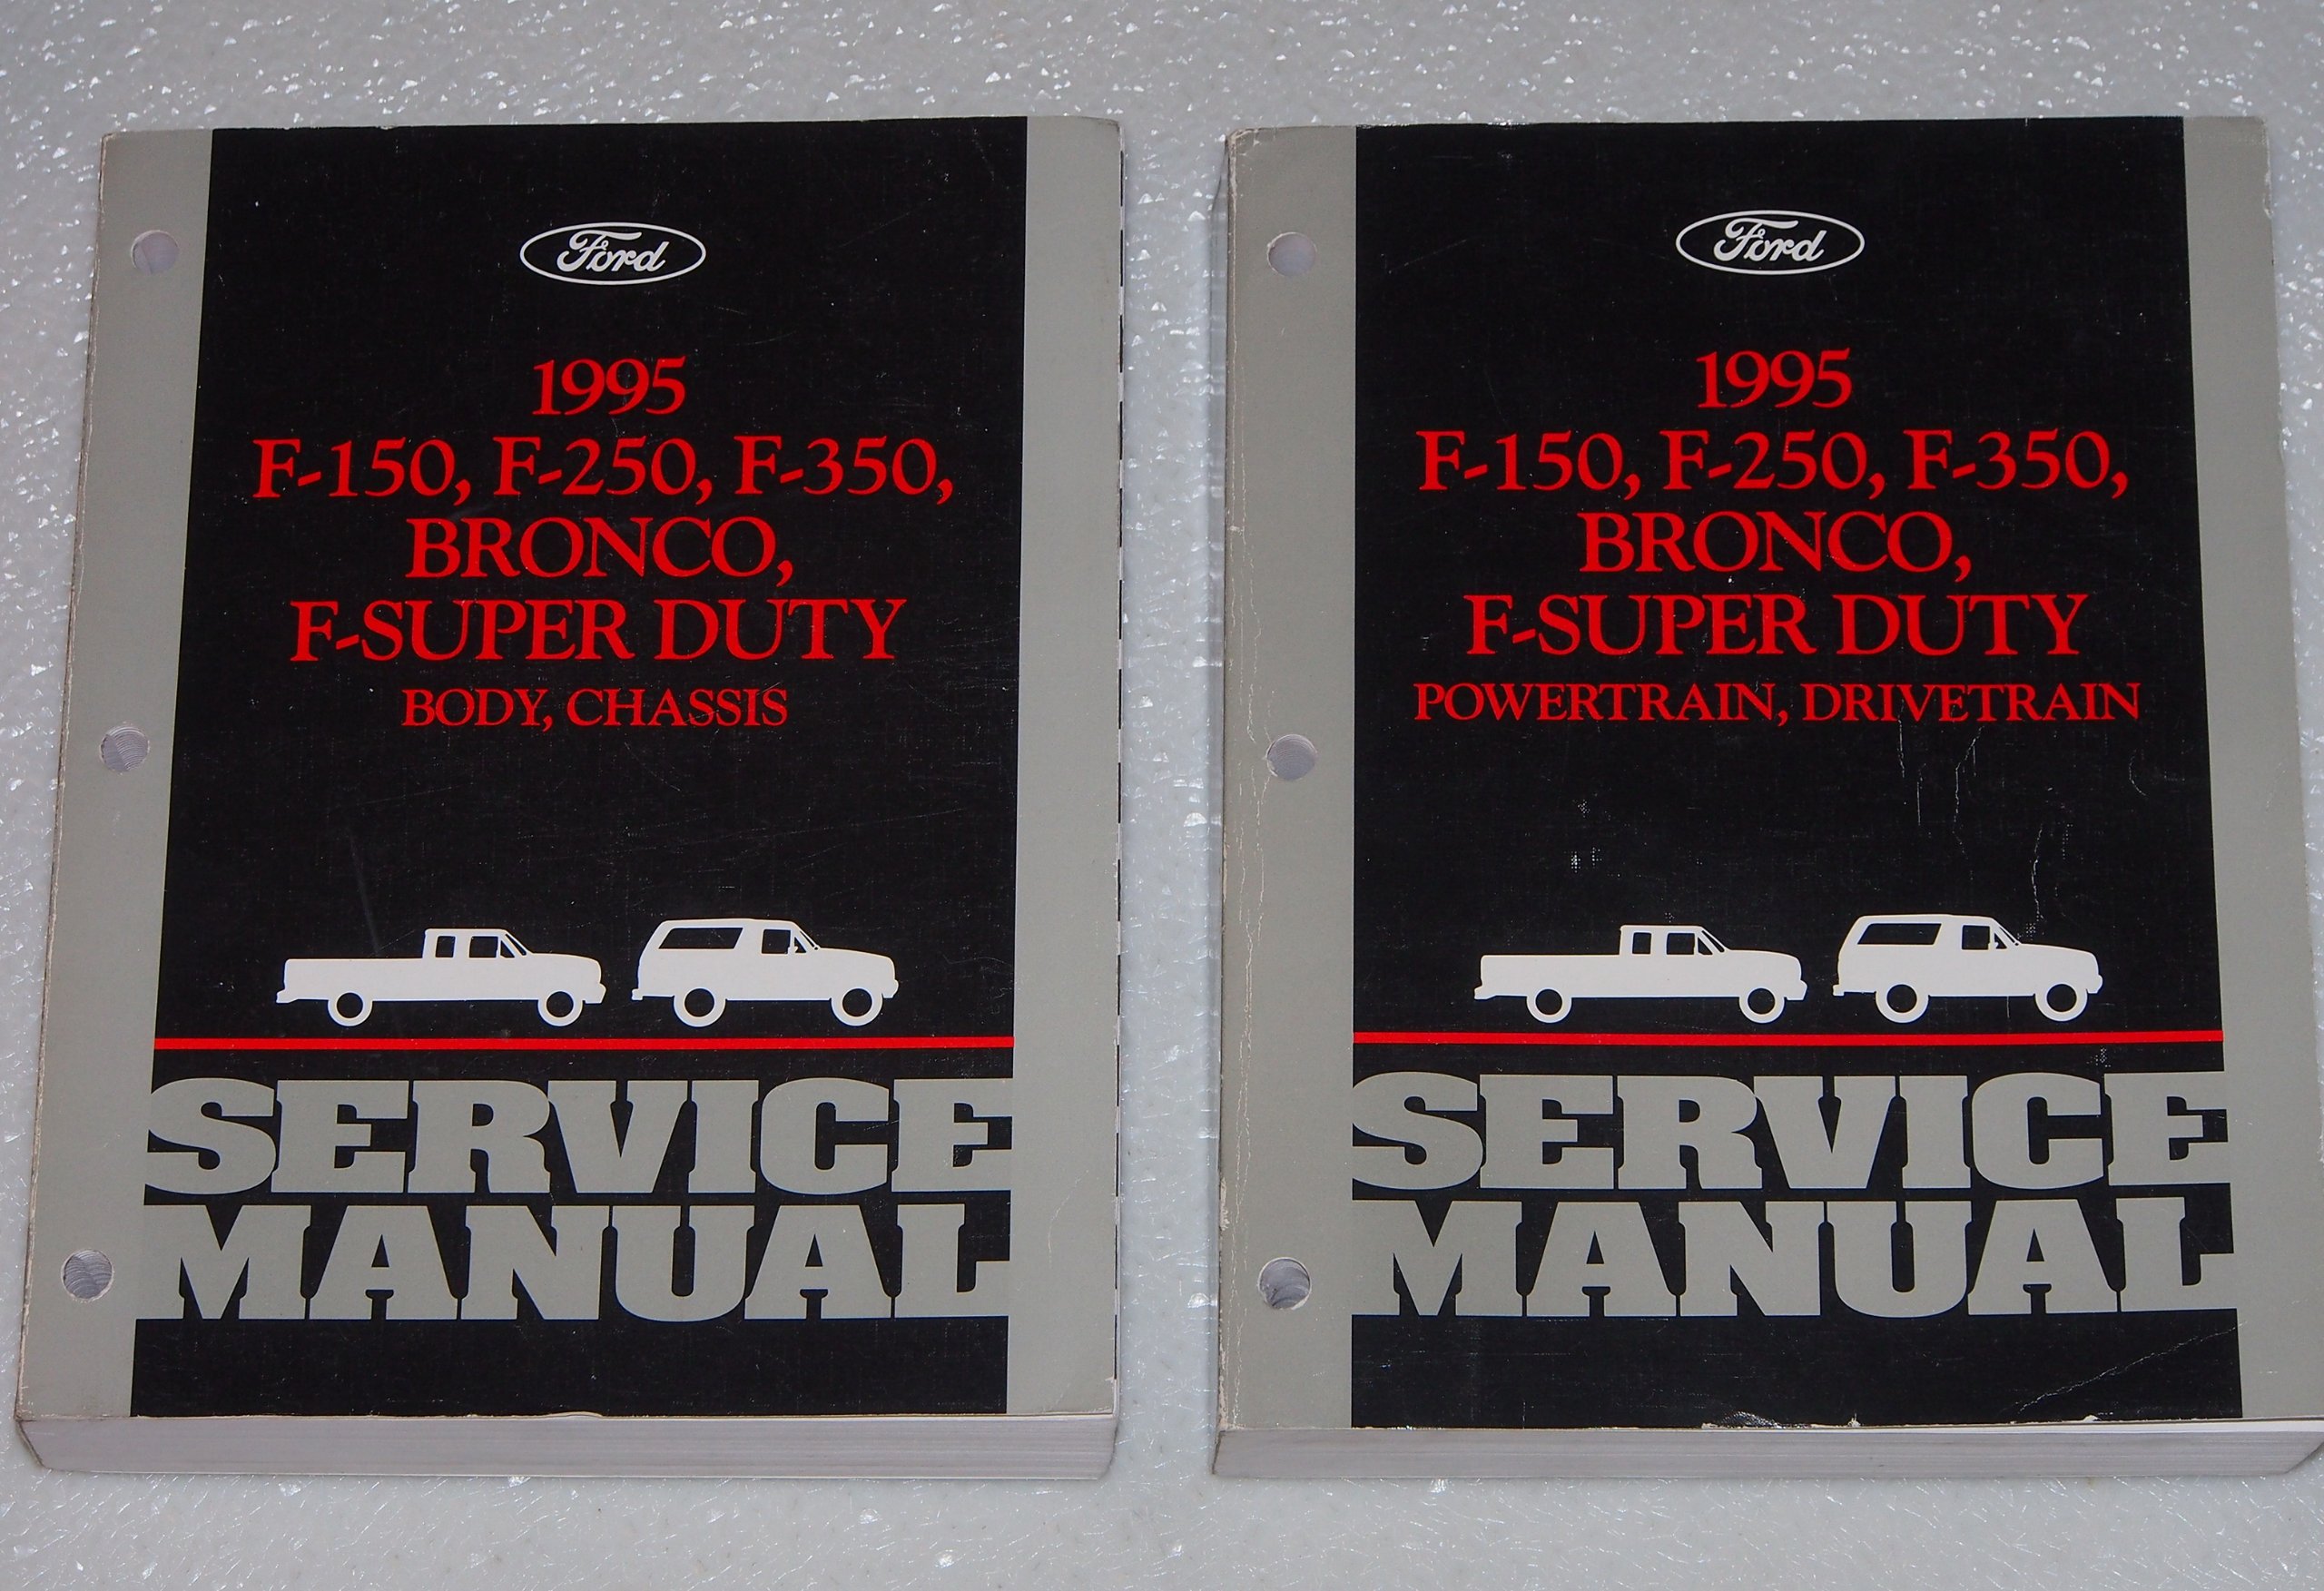 Ford
1995
F-150, F-250, F-350,
BRONCO,
F-SUPER DUTY
BODY, CHASSIS
SERVICE
MANUAL
Ford
1995
F-150, F-250, F-350,
BRONCO,
F-SUPER DUTY
POWERTRAIN, DRIVETRAIN
SERVICE
MANUAL